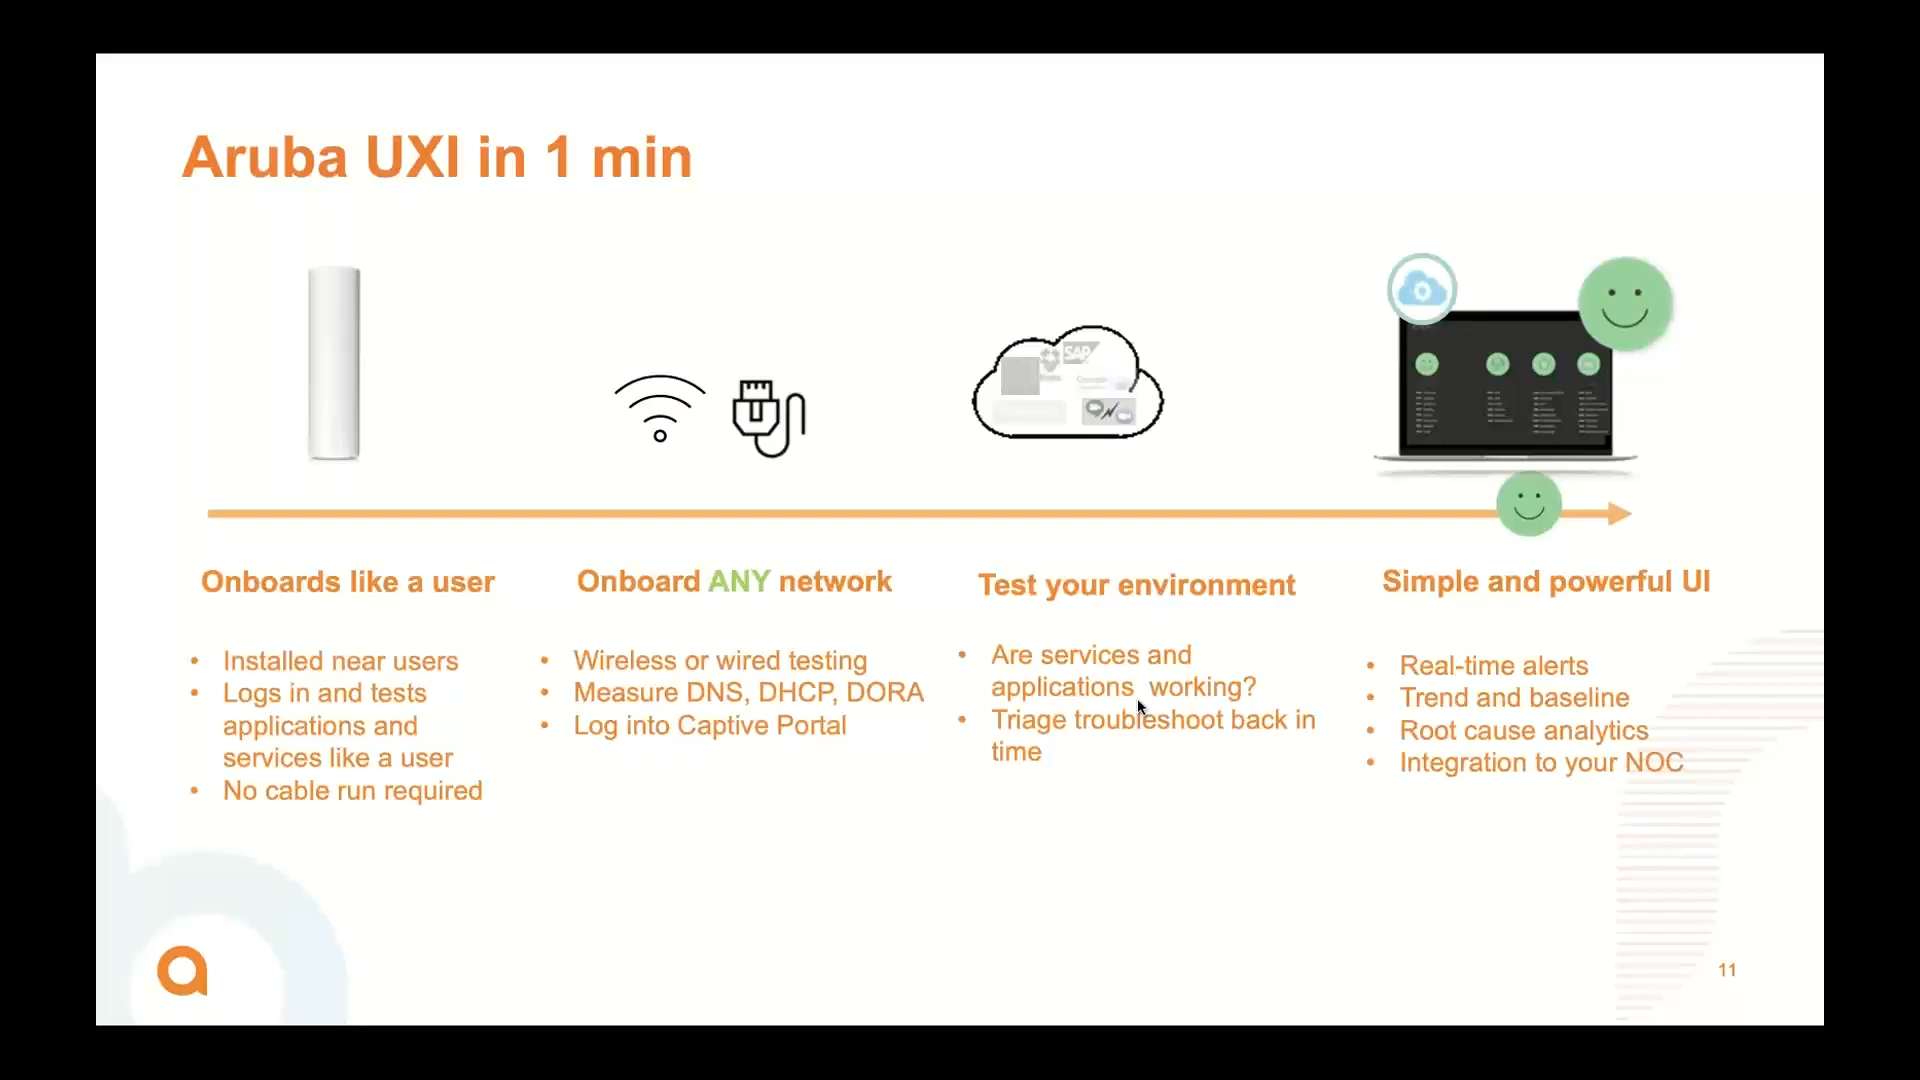 Aruba UXI in 1 min
SAP
Onboards like a user
• Installed near users
• Logs in and tests
applications and
services like a user
• No cable run required
Onboard ANY network
• Wireless or wired testing
• Measure DNS, DHCP, DORA
• Log into Captive Portal
Test your environment
• Are services and
applications working?
• Triage troubleshoot back in
time
Simple and powerful UI
• Real-time alerts
• Trend and baseline
• Root cause analytics
• Integration to your NOC
11